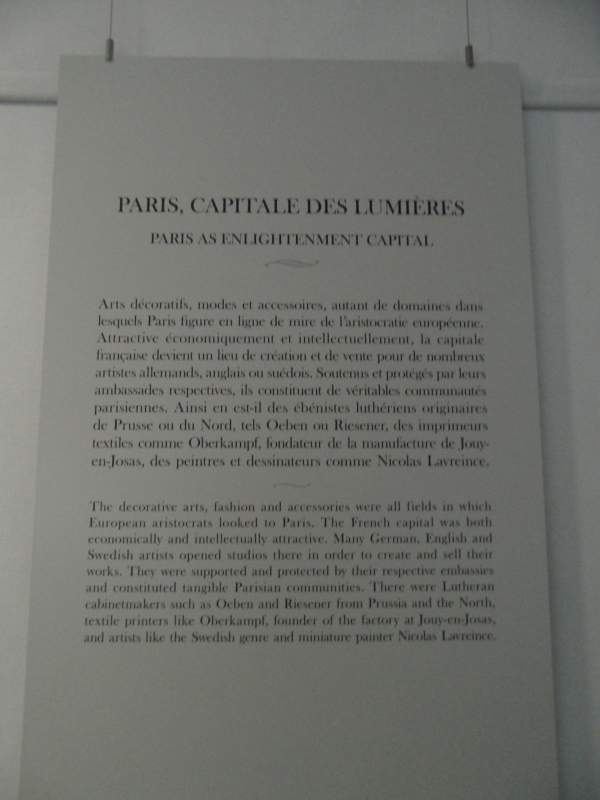 PARIS, CAPITALE DES LUMIÈRES
PARIS AS ENLIGHTENMENT CAPITAL
Arts décoratifs, modes et accessoires, autant de domaines dans
lesquels Paris figure en ligne de mire de l'aristocratie européenne.
Attractive économiquement et intellectuellement, la capitale
française devient un lieu de création et de vente pour de nombreux
artistes allemands, anglais ou suédois. Soutenus et protégés par leurs
ambassades respectives, ils constituent de véritables communautés
parisiennes. Ainsi en est-il des ébénistes luthériens originaires
de Prusse ou du Nord, tels Oeben ou Riesener, des imprimeurs
textiles comme Oberkampf, fondateur de la manufacture de Jouy-
en-Josas, des peintres et dessinateurs comme Nicolas Lavreince.
The decorative arts, fashion and accessories were all fields in which
European aristocrats looked to Paris. The French capital was both
economically and intellectually attractive. Many German, English and
Swedish artists opened studios there in order to create and sell their
works. They were supported and protected by their respective embassies
and constituted tangible Parisian communities. There were Lutheran
cabinetmakers such as Oeben and Riesener from Prussia and the North,
textile printers like Oberkampf, founder of the factory at Jouy-en-Josas,
and artists like the Swedish genre and miniature painter Nicolas Lavreince.